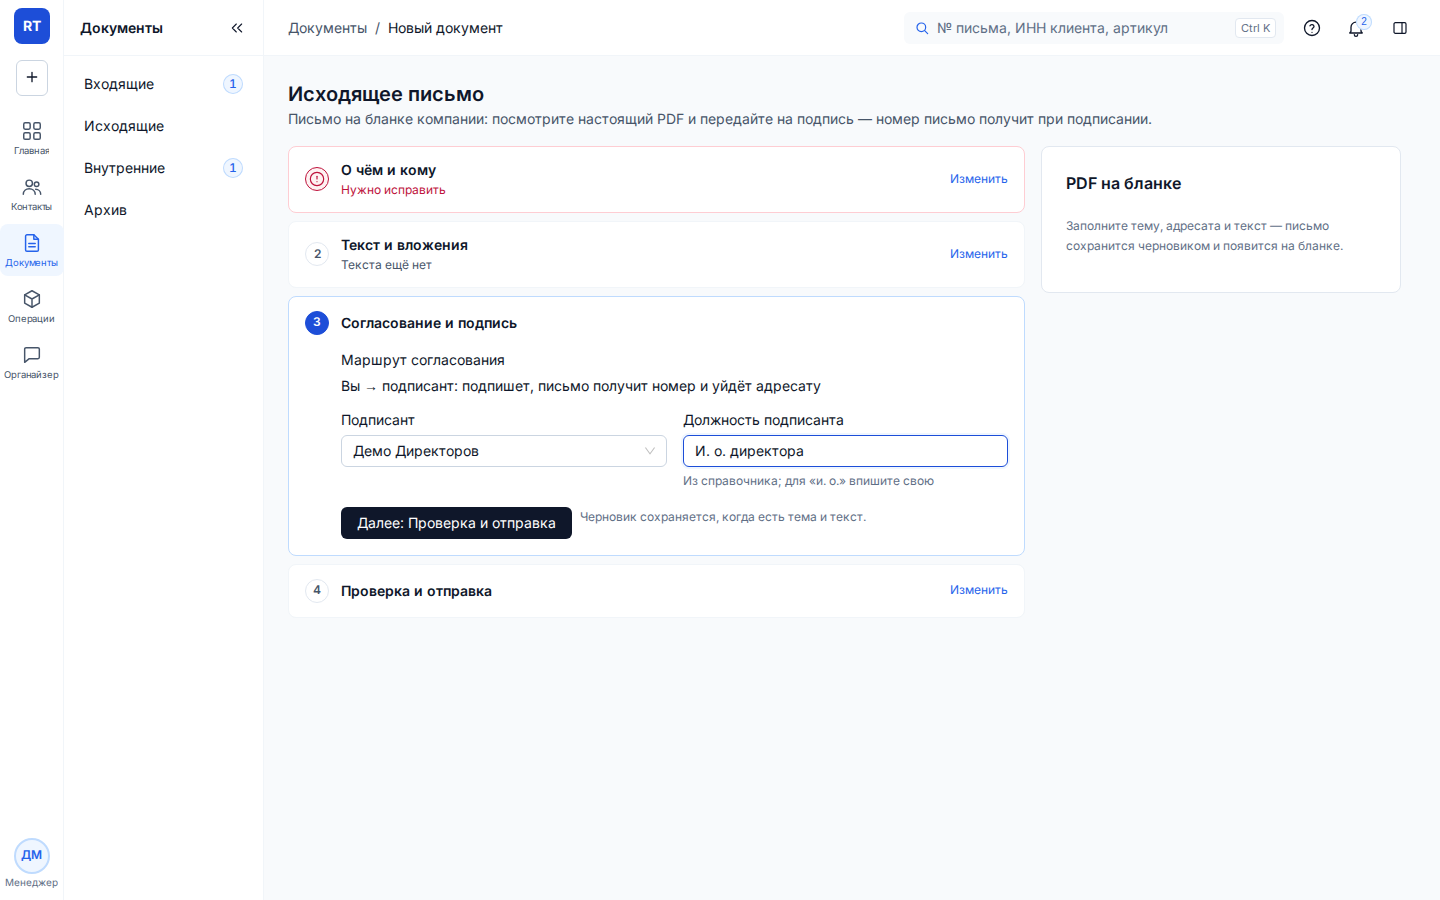 RT
Документы
Документы / Новый документ
№ письма, ИНН клиента, артикул
Ctrl K
2
Главная
Контакты
Документы
Операции
Органайзер
ДМ
Менеджер
Входящие 1
Исходящие
Внутренние 1
Архив
Исходящее письмо
Письмо на бланке компании: посмотрите настоящий PDF и передайте на подпись — номер письмо получит при подписании.
О чём и кому
Нужно исправить
Изменить
2
Текст и вложения
Текста ещё нет
Изменить
3
Согласование и подпись
Маршрут согласования
Вы → подписант: подпишет, письмо получит номер и уйдёт адресату
Подписант
Демо Директоров
Должность подписанта
И. о. директора
Из справочника; для «и. о.» впишите свою
Далее: Проверка и отправка
Черновик сохраняется, когда есть тема и текст.
4
Проверка и отправка
Изменить
PDF на бланке
Заполните тему, адресата и текст — письмо
сохранится черновиком и появится на бланке.